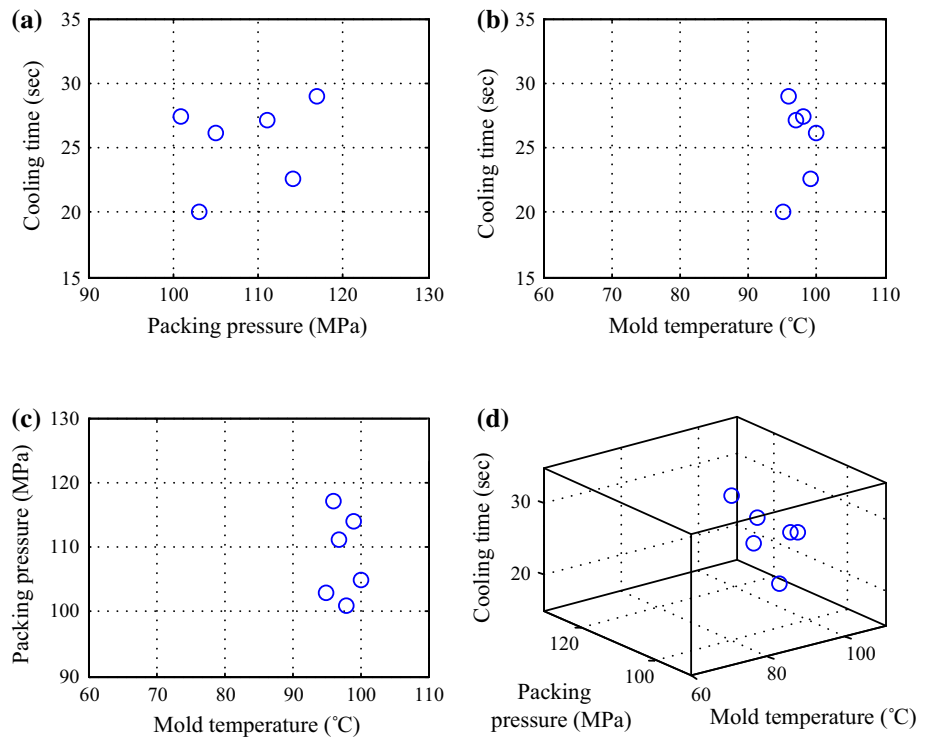 (a)
35
30
25
20
15
Cooling time (sec)
90 100 110 120 130
Packing pressure (MPa)
(b)
35
30
25
20
15
Cooling time (sec)
60 70 80 90 100 110
Mold temperature (°C)
(c)
130
120
110
100
90
Packing pressure (MPa)
60 70 80 90 100 110
Mold temperature (°C)
(d)
30
20
Cooling time (sec)
120
100
Packing
pressure (MPa)
60
80
100
Mold temperature (°C)